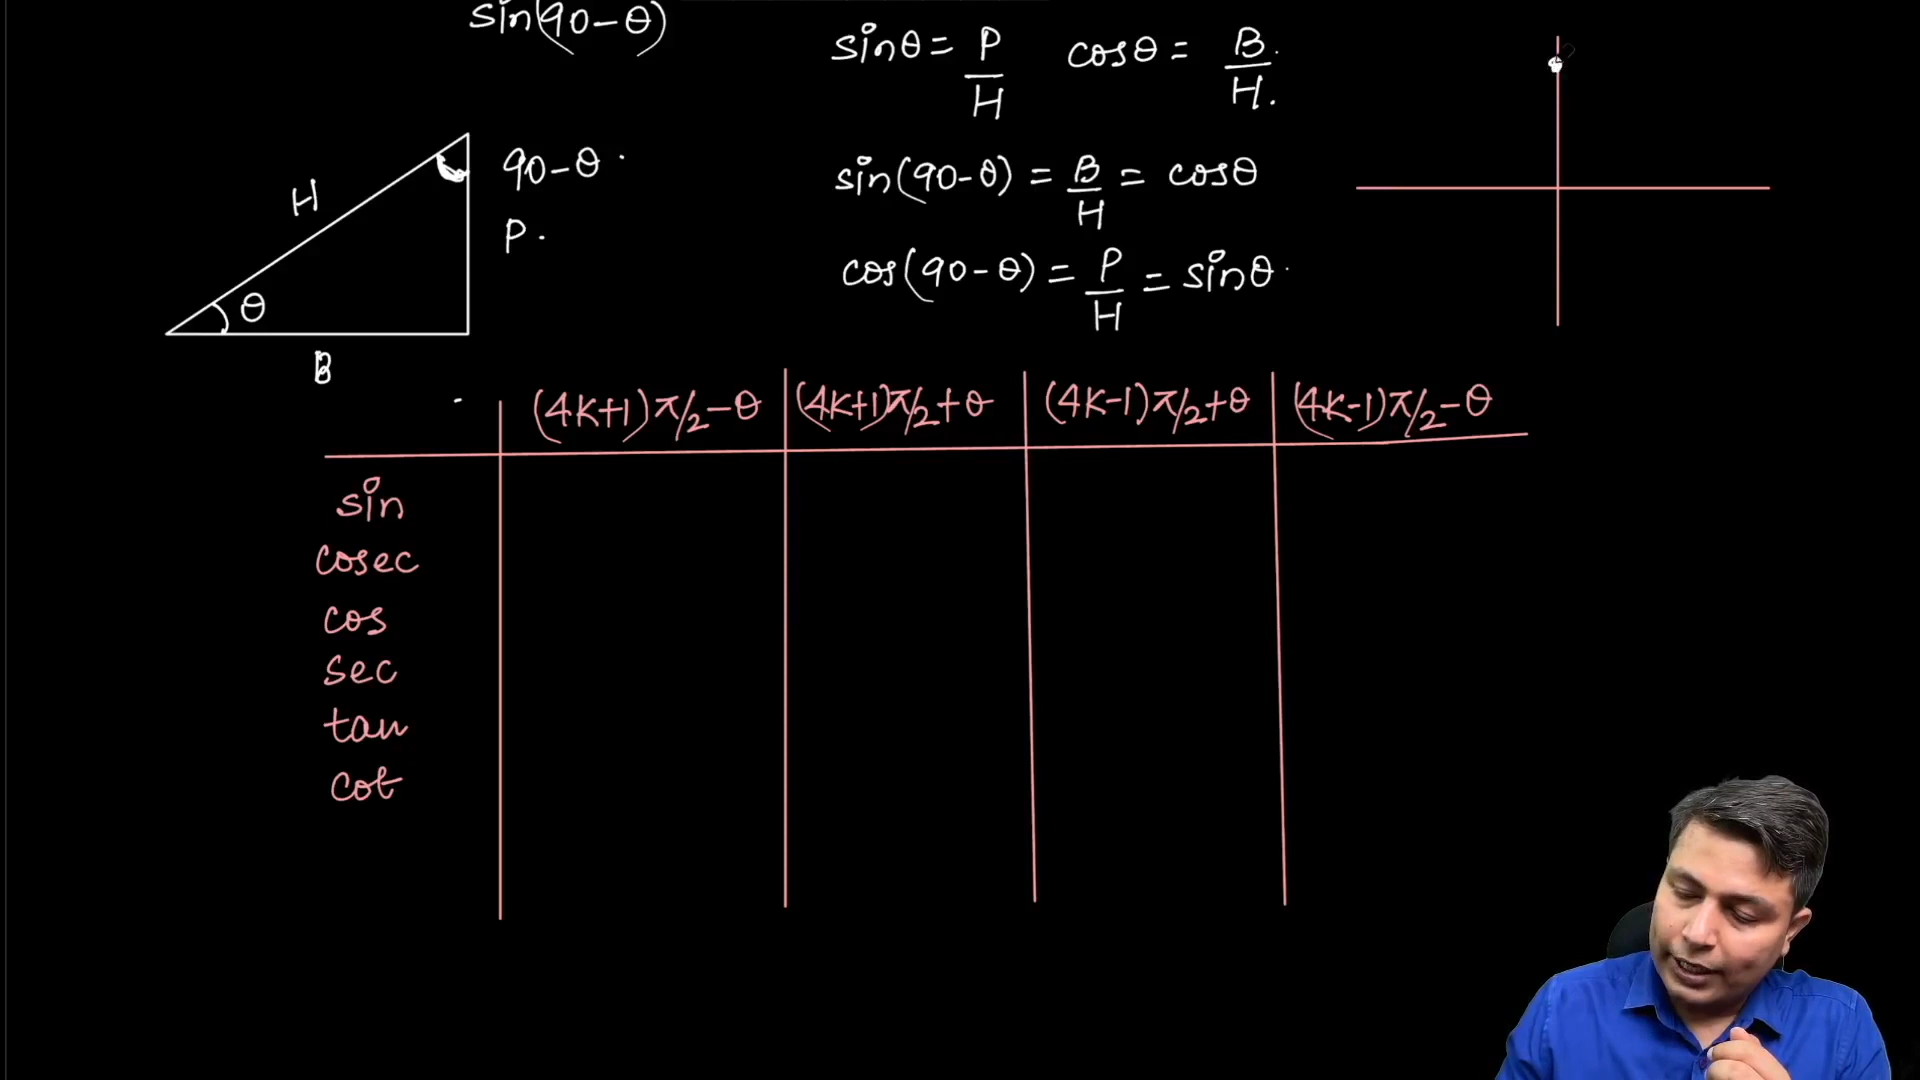 sin(90-θ)
sinθ = P/H cosθ = B/H.
90-θ.
H
P.
sin(90-θ) = B/H = cosθ
cos(90-θ) = P/H = sinθ.
θ
B
(4K+1)π/2-θ (4K+1)π/2+θ (4K-1)π/2+θ (4K-1)π/2-θ
sin
cosec
cos
sec
tan
cot